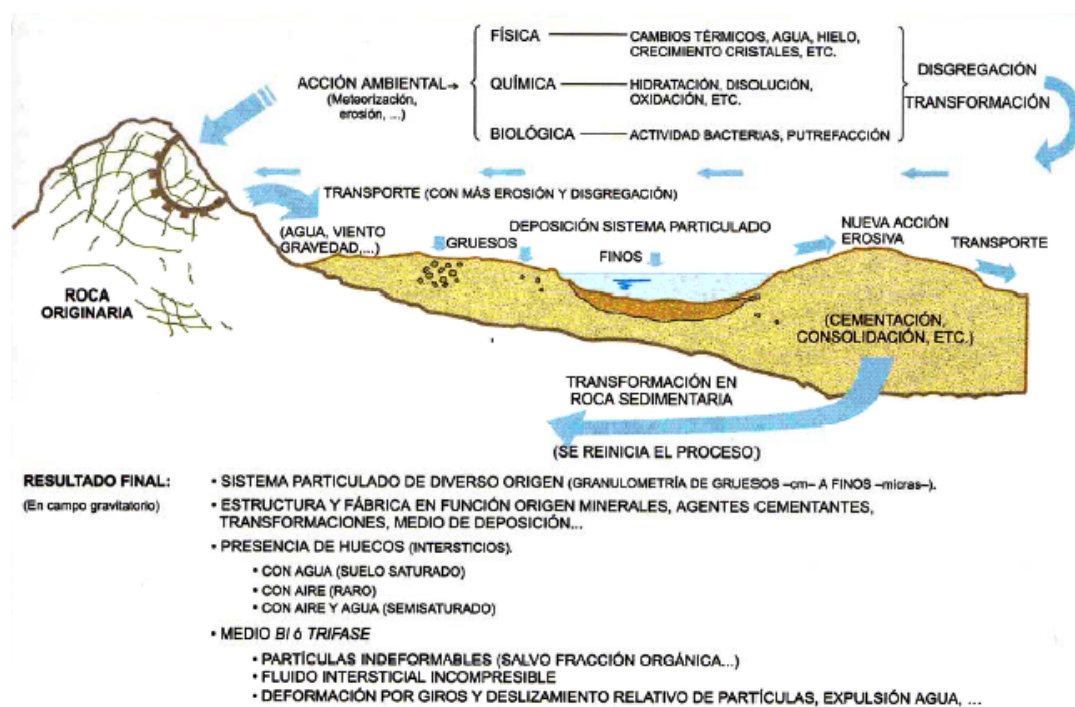 FÍSICA
CAMBIOS TÉRMICOS, AGUA, HIELO,
CRECIMIENTO CRISTALES, ETC.
ACCIÓN AMBIENTAL
(Meteorización,
erosión, ...)
QUÍMICA
HIDRATACIÓN, DISOLUCIÓN,
OXIDACIÓN, ETC.
BIOLÓGICA
ACTIVIDAD BACTERIAS, PUTREFACCIÓN
DISGREGACIÓN
TRANSFORMACIÓN
TRANSPORTE (CON MÁS EROSIÓN Y DISGREGACIÓN)
(AGUA, VIENTO
GRAVEDAD,...)
GRUESOS
DEPOSICIÓN SISTEMA PARTICULADO
FINOS
NUEVA ACCIÓN
EROSIVA
TRANSPORTE
ROCA
ORIGINARIA
(CEMENTACIÓN,
CONSOLIDACIÓN, ETC.)
TRANSFORMACIÓN EN
ROCA SEDIMENTARIA
(SE REINICIA EL PROCESO)
RESULTADO FINAL:
(En campo gravitatorio)
• SISTEMA PARTICULADO DE DIVERSO ORIGEN (GRANULOMETRÍA DE GRUESOS –cm– A FINOS –micras–).
• ESTRUCTURA Y FÁBRICA EN FUNCIÓN ORIGEN MINERALES, AGENTES CEMENTANTES,
TRANSFORMACIONES, MEDIO DE DEPOSICIÓN...
• PRESENCIA DE HUECOS (INTERSTICIOS).
• CON AGUA (SUELO SATURADO)
• CON AIRE (RARO)
• CON AIRE Y AGUA (SEMISATURADO)
• MEDIO BI ó TRIFASE
• PARTÍCULAS INDEFORMABLES (SALVO FRACCIÓN ORGÁNICA...)
• FLUIDO INTERSTICIAL INCOMPRESIBLE
• DEFORMACIÓN POR GIROS Y DESLIZAMIENTO RELATIVO DE PARTÍCULAS, EXPULSIÓN AGUA, ...